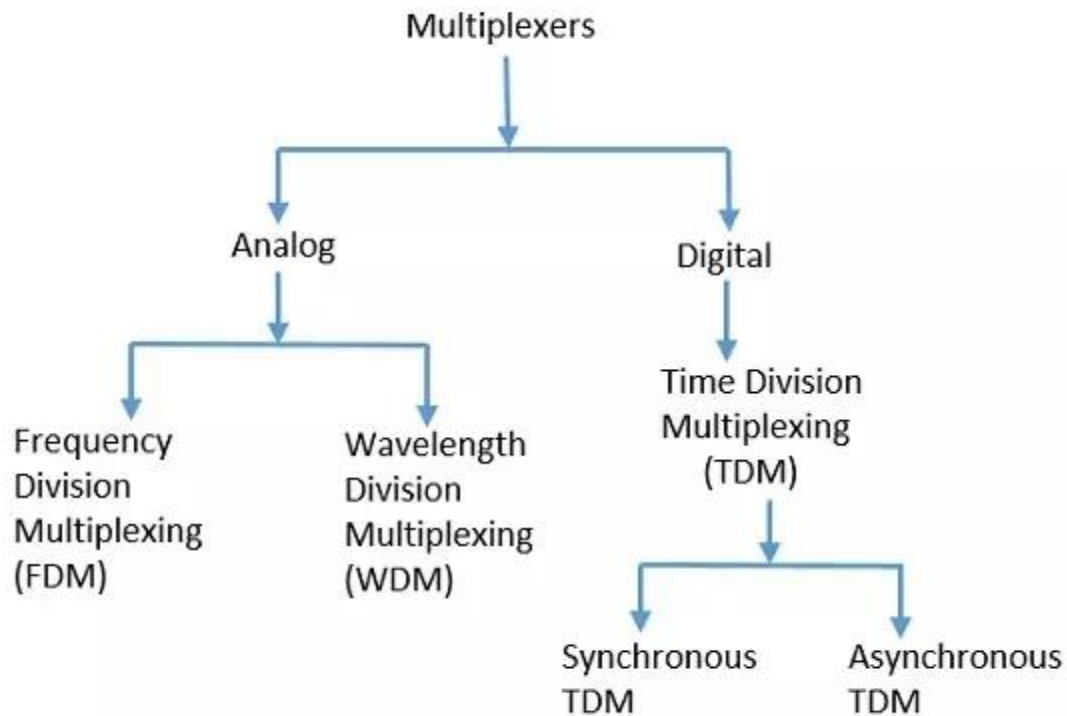 Multiplexers
Analog
Digital
Frequency
Division
Multiplexing
(FDM)
Wavelength
Division
Multiplexing
(WDM)
Time Division
Multiplexing
(TDM)
Synchronous
TDM
Asynchronous
TDM